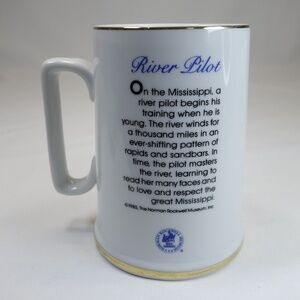 River Pilot
On the Mississippi, a
river pilot begins his
training when he is
young. The river winds for
a thousand miles in an
ever-shifting pattern of
rapids and sandbars. In
time, the pilot masters
the river, learning to
read her many faces and
to love and respect the
great Mississippi.
©1985, The Norman Rockwell Museum, Inc.